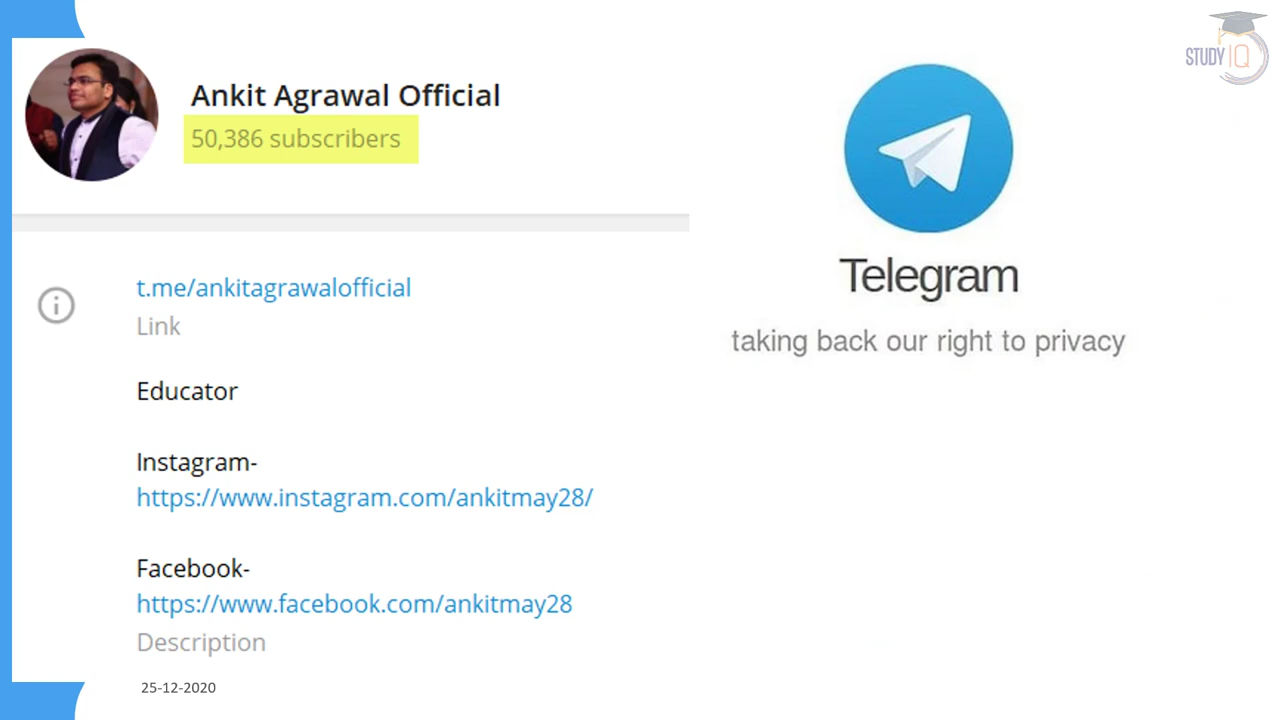 Ankit Agrawal Official
50,386 subscribers
t.me/ankitagrawalofficial
Link
Educator
Instagram-
https://www.instagram.com/ankitmay28/
Facebook-
https://www.facebook.com/ankitmay28
Description
25-12-2020
STUDY IQ
Telegram
taking back our right to privacy